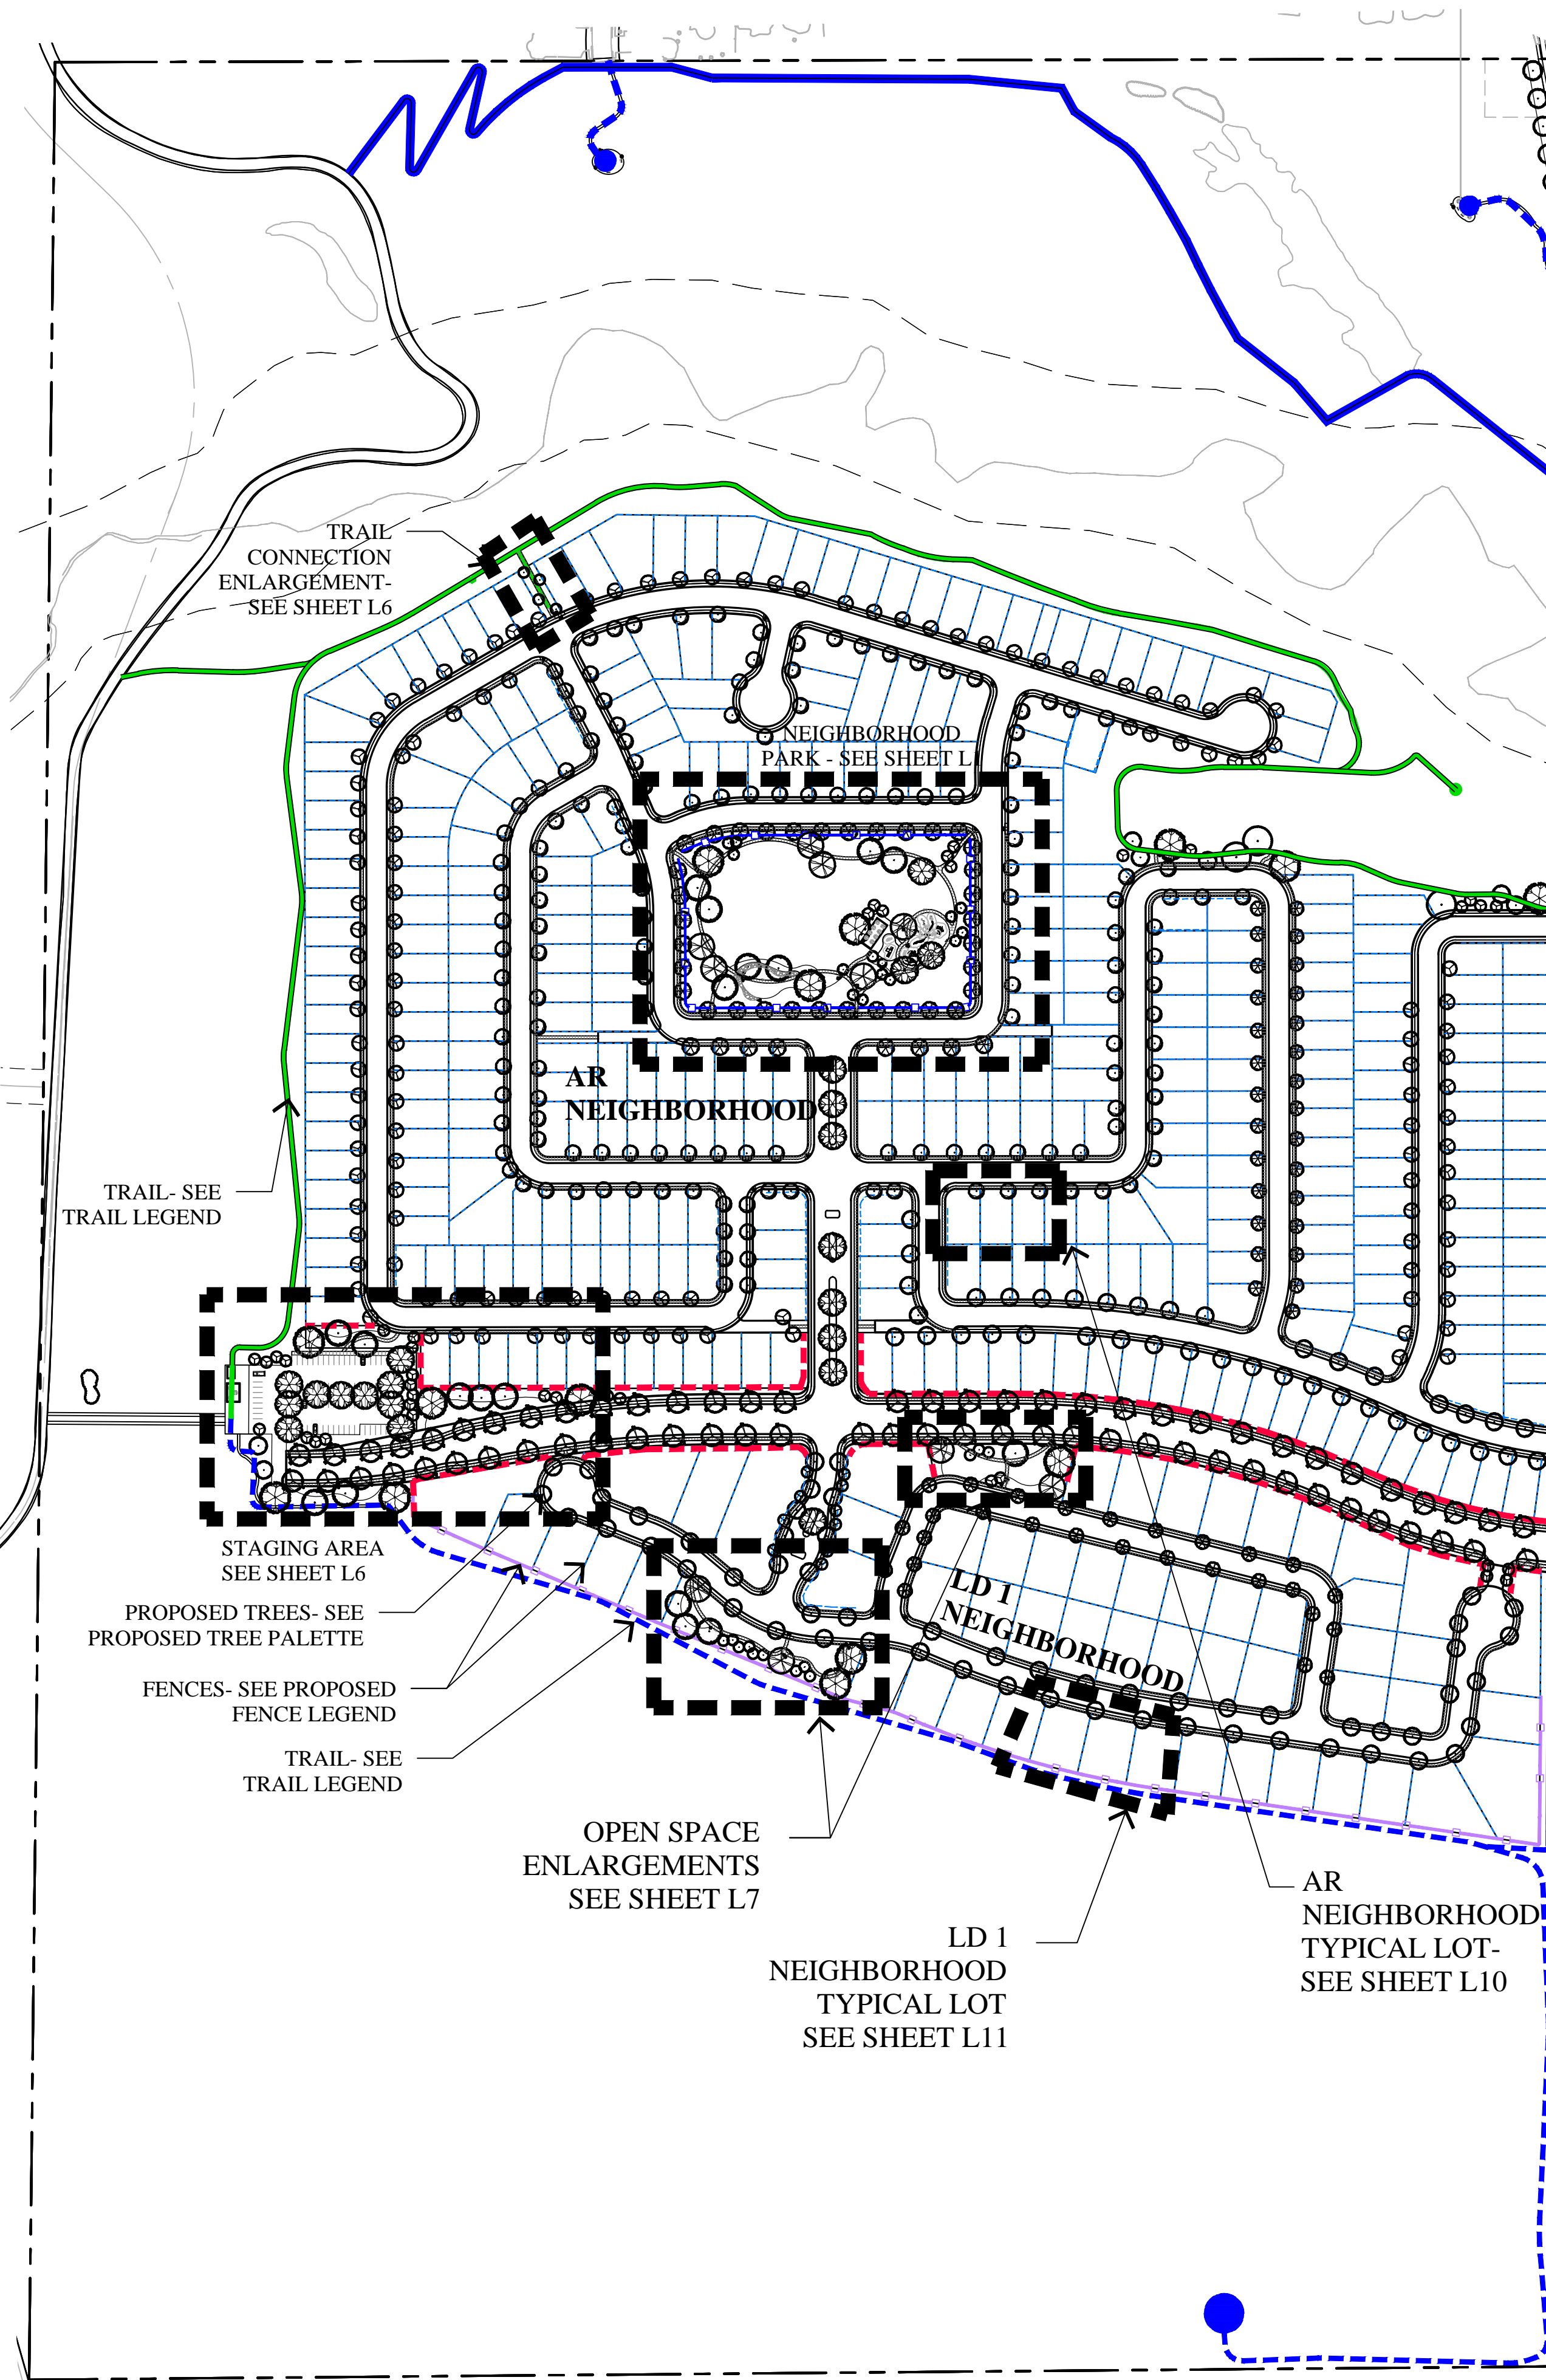 TRAIL
CONNECTION
ENLARGEMENT-
SEE SHEET L6
NEIGHBORHOOD
PARK - SEE SHEET
AR
NEIGHBORHOOD
TRAIL- SEE
TRAIL LEGEND
STAGING AREA
SEE SHEET L6
PROPOSED TREES- SEE
PROPOSED TREE PALETTE
LD 1
NEIGHBORHOOD
FENCES- SEE PROPOSED
FENCE LEGEND
TRAIL- SEE
TRAIL LEGEND
OPEN SPACE
ENLARGEMENTS
SEE SHEET L7
AR
NEIGHBORHOOD
TYPICAL LOT-
SEE SHEET L10
LD 1
NEIGHBORHOOD
TYPICAL LOT
SEE SHEET L11